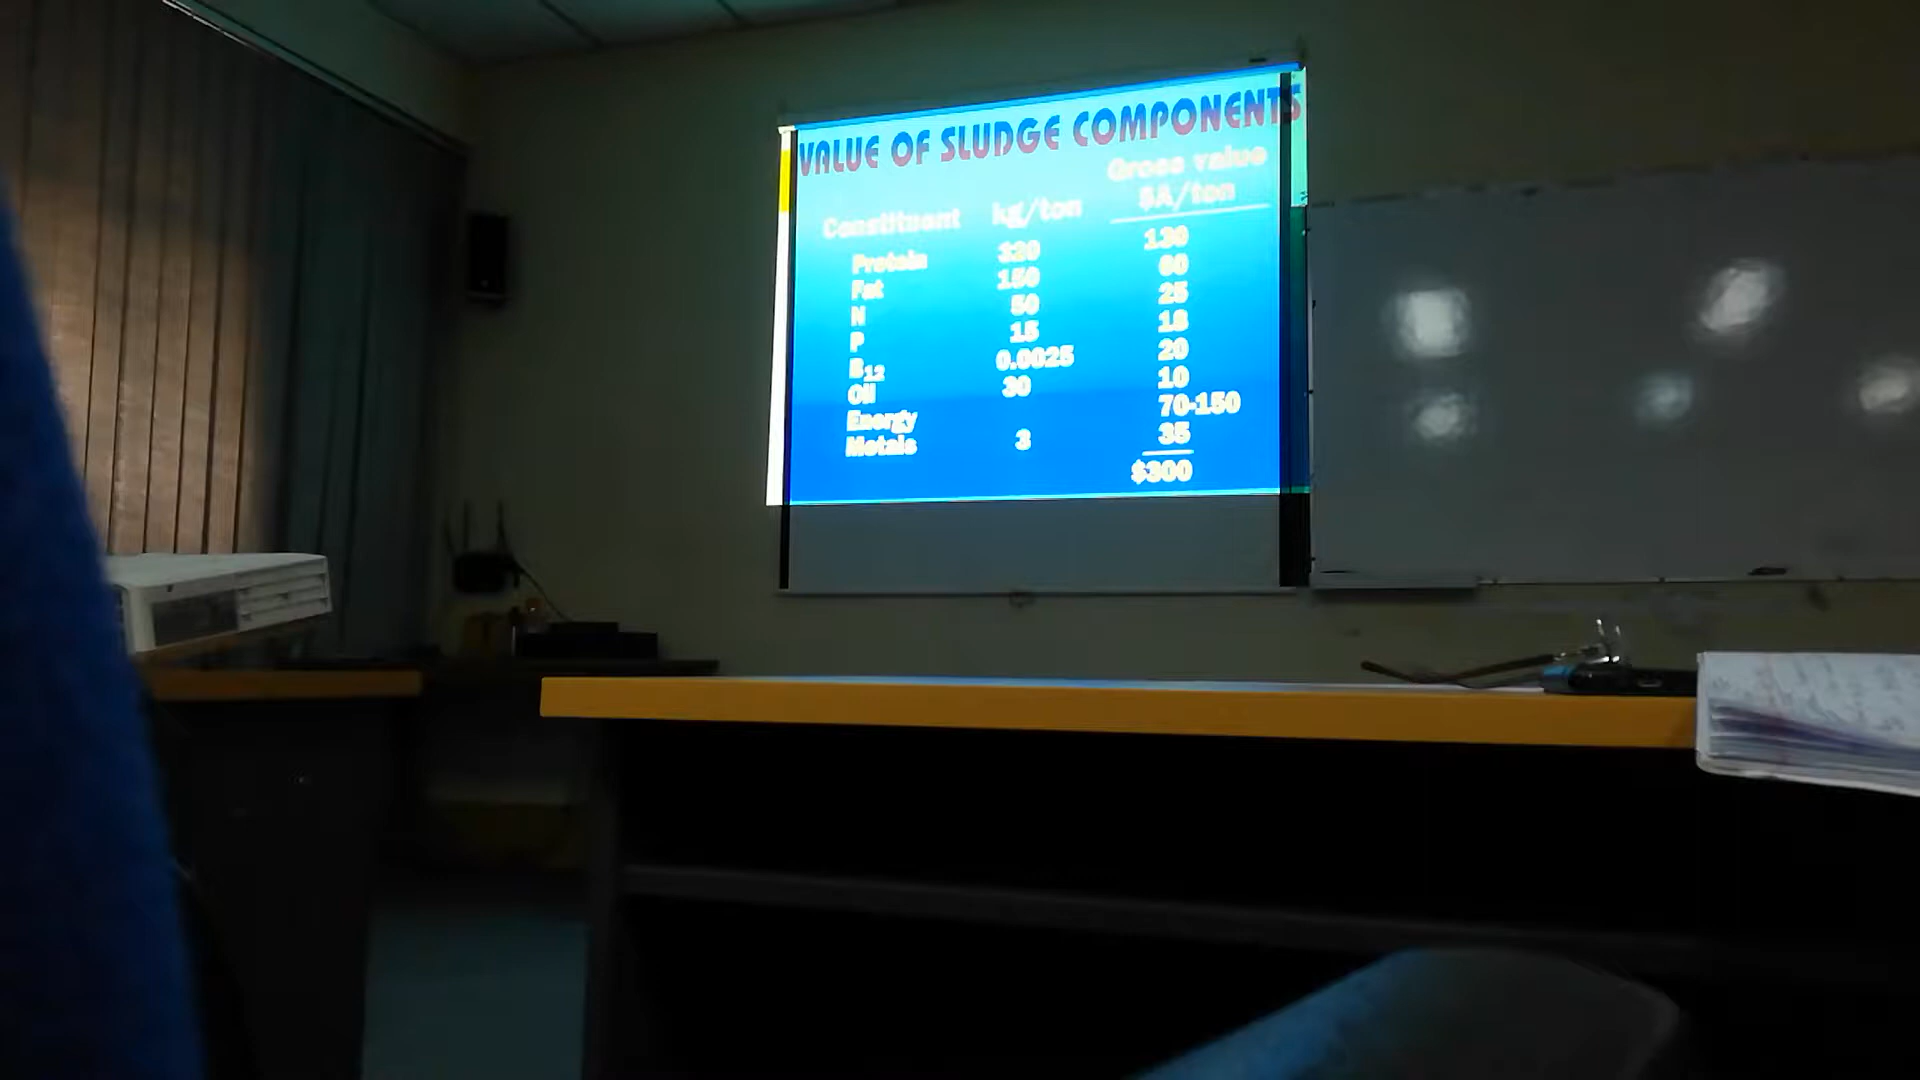 VALUE OF SLUDGE COMPONENTS
Constituent kg/ton Gross value $A/ton
Protein 320 130
Fat 150 60
N 50 25
P 15 18
B12 0.0025 20
Oil 30 10
Energy 70-150
Metals 3 35
$300